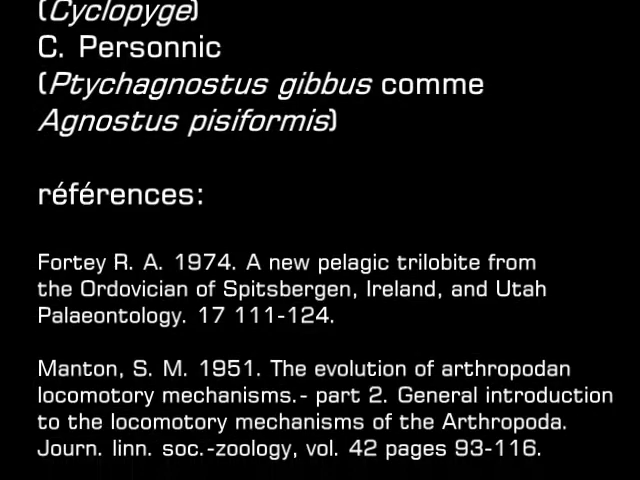 (Cyclopyge)
C. Personnic
(Ptychagnostus gibbus comme
Agnostus pisiformis)
références:
Fortey R. A. 1974. A new pelagic trilobite from
the Ordovician of Spitsbergen, Ireland, and Utah
Palaeontology. 17 111-124.
Manton, S. M. 1951. The evolution of arthropodan
locomotory mechanisms.- part 2. General introduction
to the locomotory mechanisms of the Arthropoda.
Journ. linn. soc.-zoology, vol. 42 pages 93-116.